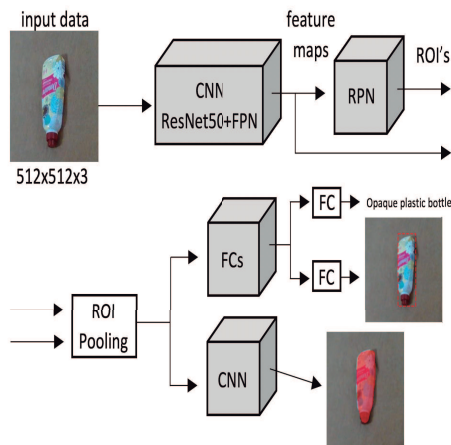 input data
feature
maps
ROI's
CNN
ResNet50+FPN
RPN
512x512x3
FC
Opaque plastic bottle
FCs
FC
ROI
Pooling
CNN